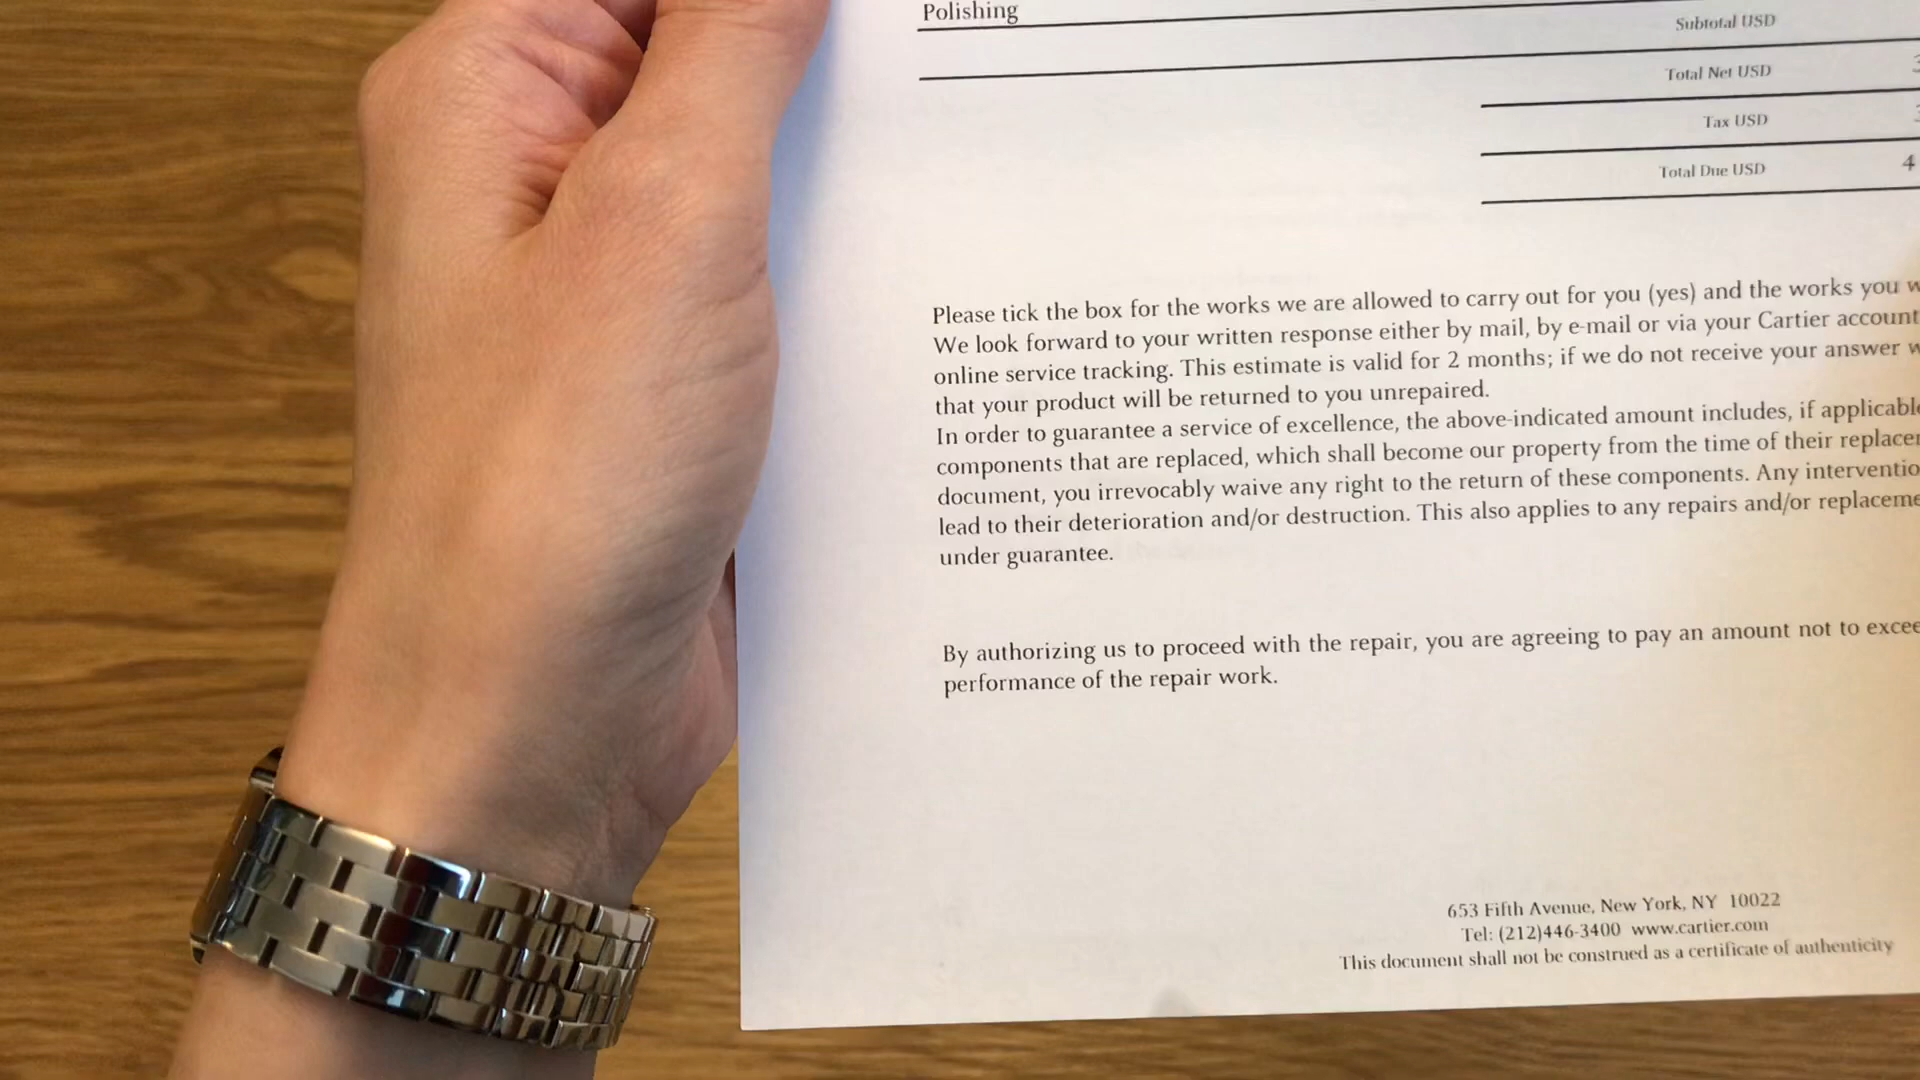 Polishing
Subtotal USD
Total Net USD
Tax USD
Total Due USD 4
Please tick the box for the works we are allowed to carry out for you (yes) and the works you
We look forward to your written response either by mail, by e-mail or via your Cartier account
online service tracking. This estimate is valid for 2 months; if we do not receive your answer
that your product will be returned to you unrepaired.
In order to guarantee a service of excellence, the above-indicated amount includes, if applicable
components that are replaced, which shall become our property from the time of their
document, you irrevocably waive any right to the return of these components. Any
lead to their deterioration and/or destruction. This also applies to any repairs and/or
under guarantee.
By authorizing us to proceed with the repair, you are agreeing to pay an amount not to
performance of the repair work.
653 Fifth Avenue, New York, NY 10022
Tel: (212)446-3400 www.cartier.com
This document shall not be construed as a certificate of authenticity